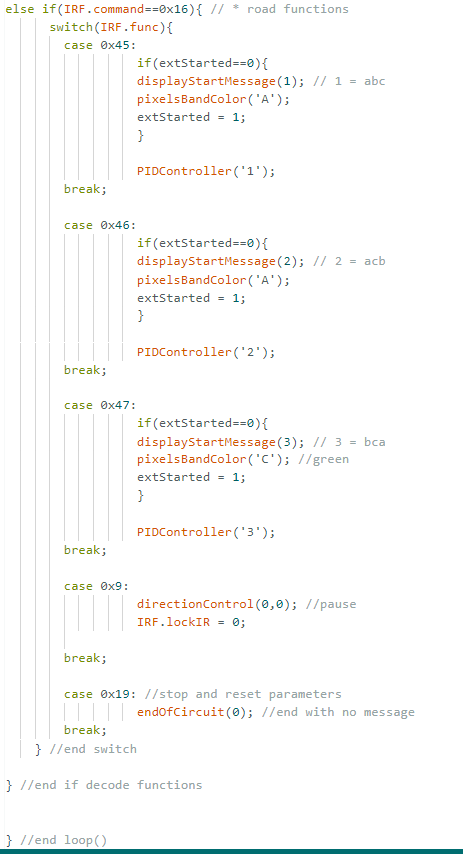 else if(IRF.command==0x16){ // * road functions
switch(IRF.func){
case 0x45:
if(extStarted==0){
displayStartMessage(1); // 1 = abc
pixelsBandColor('A');
extStarted = 1;
}
PIDController('1');
break;
case 0x46:
if(extStarted==0){
displayStartMessage(2); // 2 = acb
pixelsBandColor('A');
extStarted = 1;
}
PIDController('2');
break;
case 0x47:
if(extStarted==0){
displayStartMessage(3); // 3 = bca
pixelsBandColor('C'); //green
extStarted = 1;
}
PIDController('3');
break;
case 0x9:
directionControl(0,0); //pause
IRF.lockIR = 0;
break;
case 0x19: //stop and reset parameters
endOfCircuit(0); //end with no message
break;
} //end switch
} //end if decode functions
} //end loop()